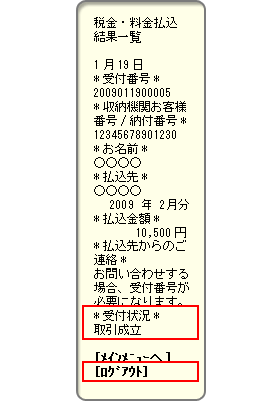 税金・料金払込
結果一覧
1月19日
*受付番号*
2009011900005
*収納機関お客様
番号/納付番号*
12345678901230
*お名前*
○○○○
*払込先*
○○○○
2009 年 2月分
*払込金額*
10,500円
*払込先からのご
連絡*
お問い合わせする
場合、受付番号が
必要になります。
*受付状況*
取引成立
[ﾒｲﾝﾒﾆｭｰへ]
[ﾛｸﾞｱｳﾄ]